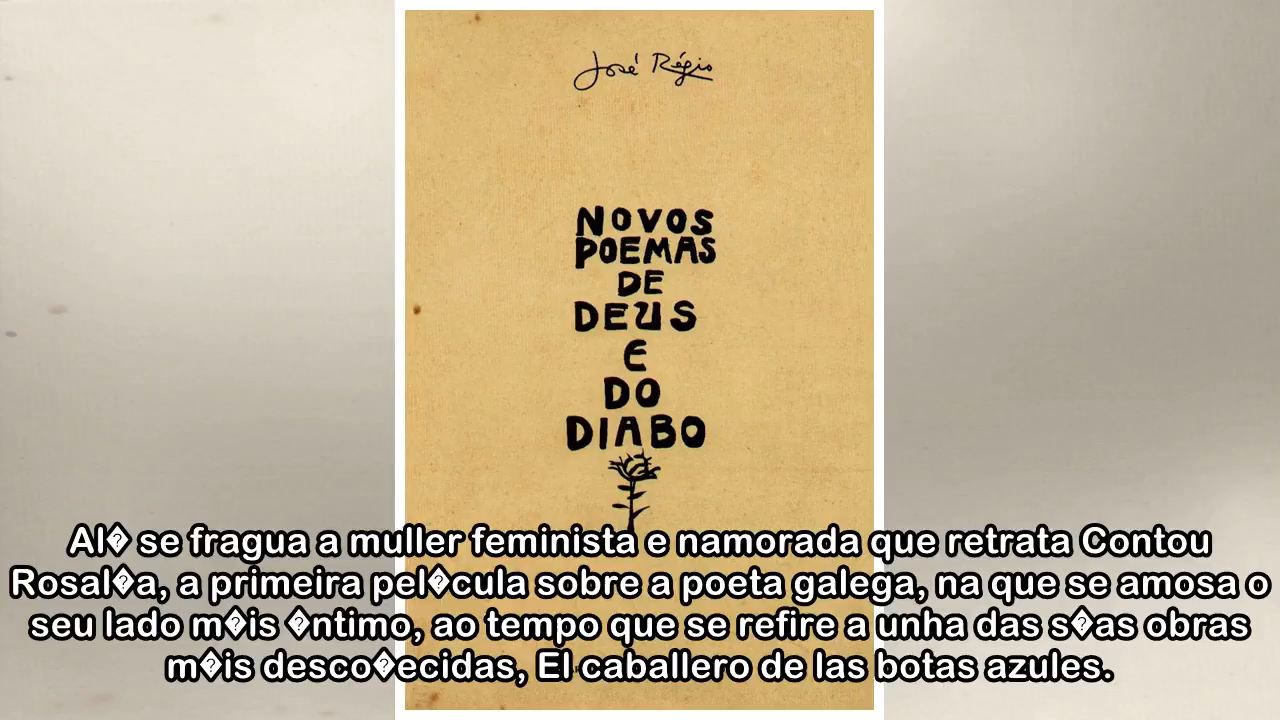 José Régio
NOVOS
POEMAS
DE
DEUS
E
DO
DIABO
Al� se fragua a muller feminista e namorada que retrata Contou
Rosal�a, a primeira pel�cula sobre a poeta galega, na que se amosa o
seu lado m�is �ntimo, ao tempo que se refire a unha das s�as obras
m�is desco�ecidas, El caballero de las botas azules.